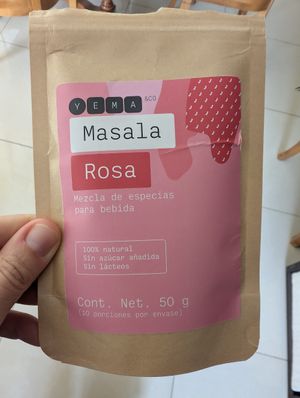 YEMA &CO
Masala
Rosa
Mezcla de especias
para bebida
100% natural
Sin azúcar añadida
Sin lácteos
Cont. Net. 50 g
(10 porciones por envase)